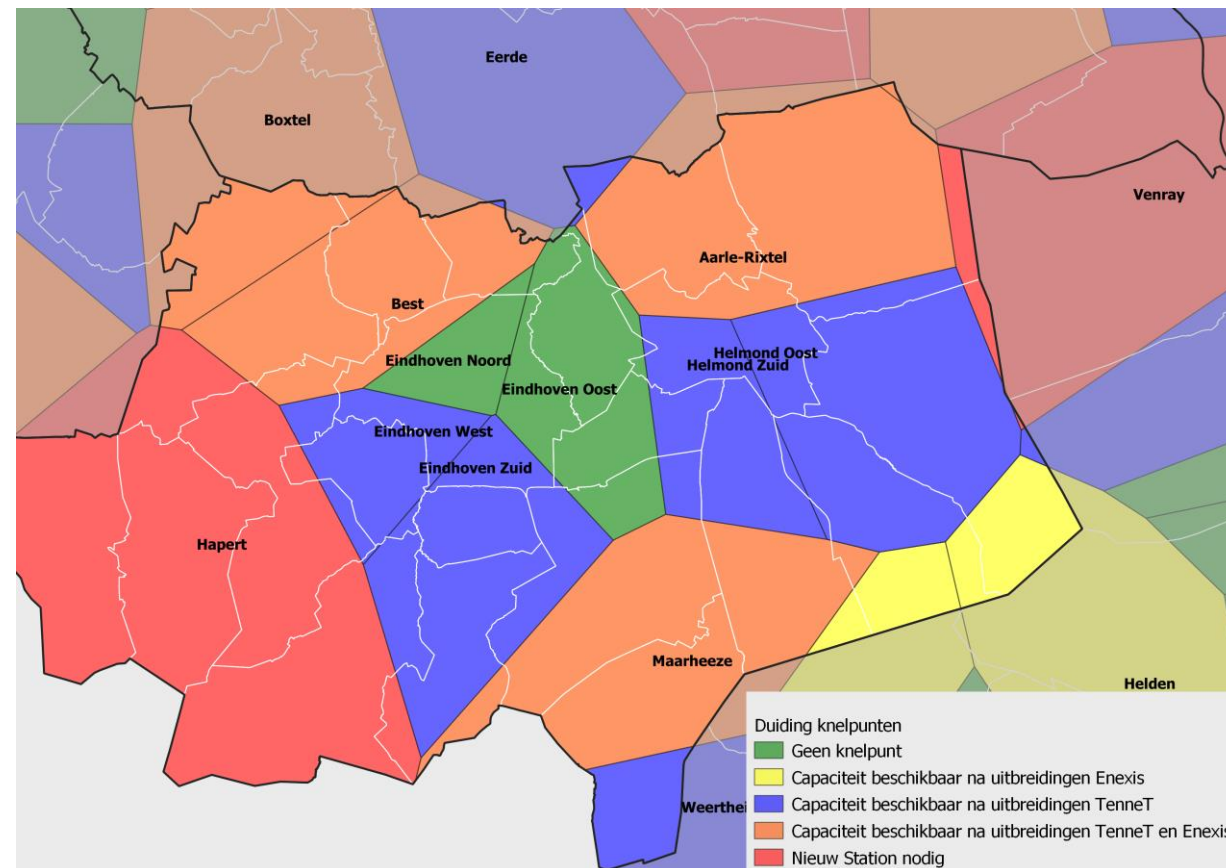 Eerde
Boxtel
Venray
Aarle-Rixtel
Best
Helmond Oost
Eindhoven Noord
Helmond Zuid
Eindhoven Oost
Eindhoven West
Eindhoven Zuid
Hapert
Maarheeze
Helden
Weerthei
Duiding knelpunten
Geen knelpunt
Capaciteit beschikbaar na uitbreidingen Enexis
Capaciteit beschikbaar na uitbreidingen TenneT
Capaciteit beschikbaar na uitbreidingen TenneT en Enexis
Nieuw Station nodig